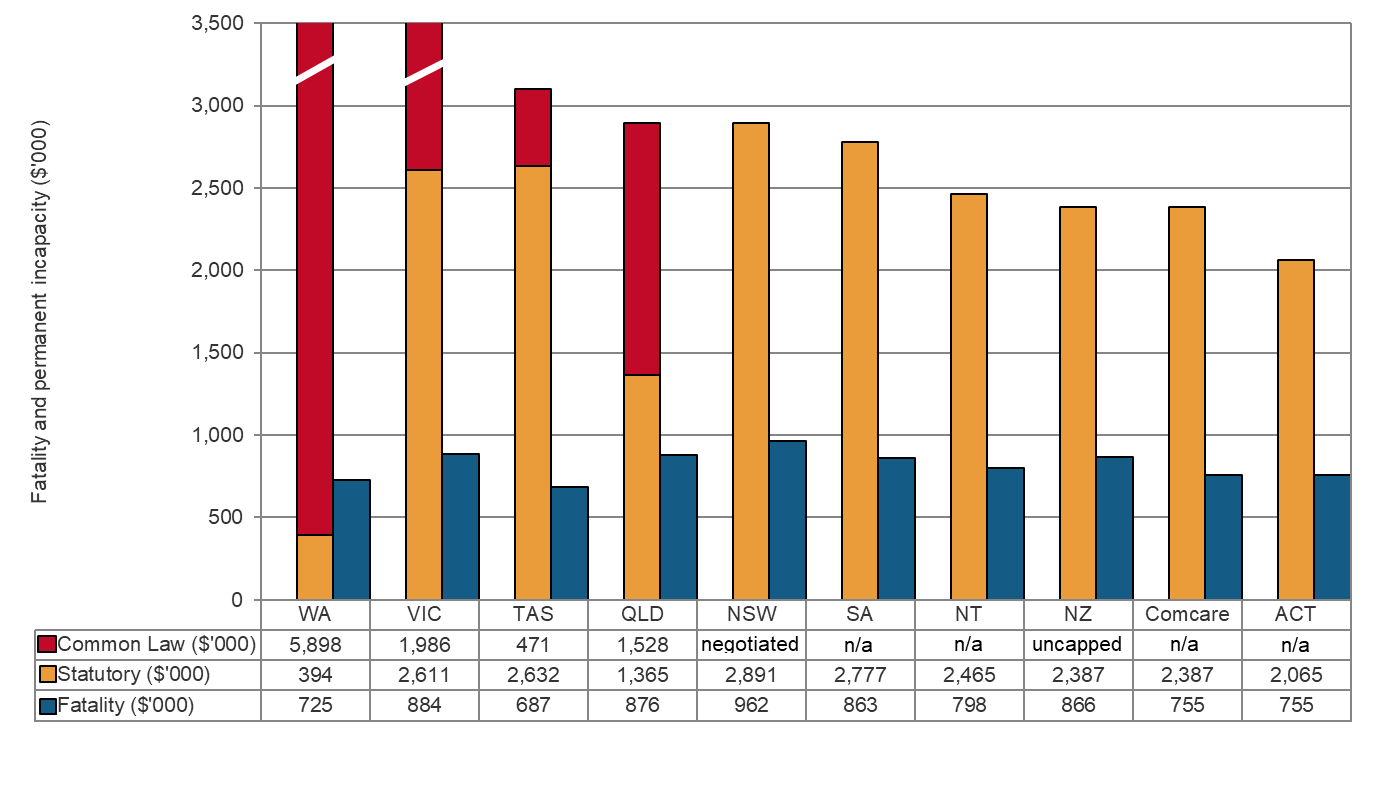 Fatality and permanent incapacity ($'000)
3,500
3,000
2,500
2,000
1,500
1,000
500
0
WA VIC TAS QLD NSW SA NT NZ Comcare ACT
Common Law ($'000) 5,898 1,986 471 1,528 negotiated n/a n/a uncapped n/a n/a
Statutory ($'000) 394 2,611 2,632 1,365 2,891 2,777 2,465 2,387 2,387 2,065
Fatality ($'000) 725 884 687 876 962 863 798 866 755 755